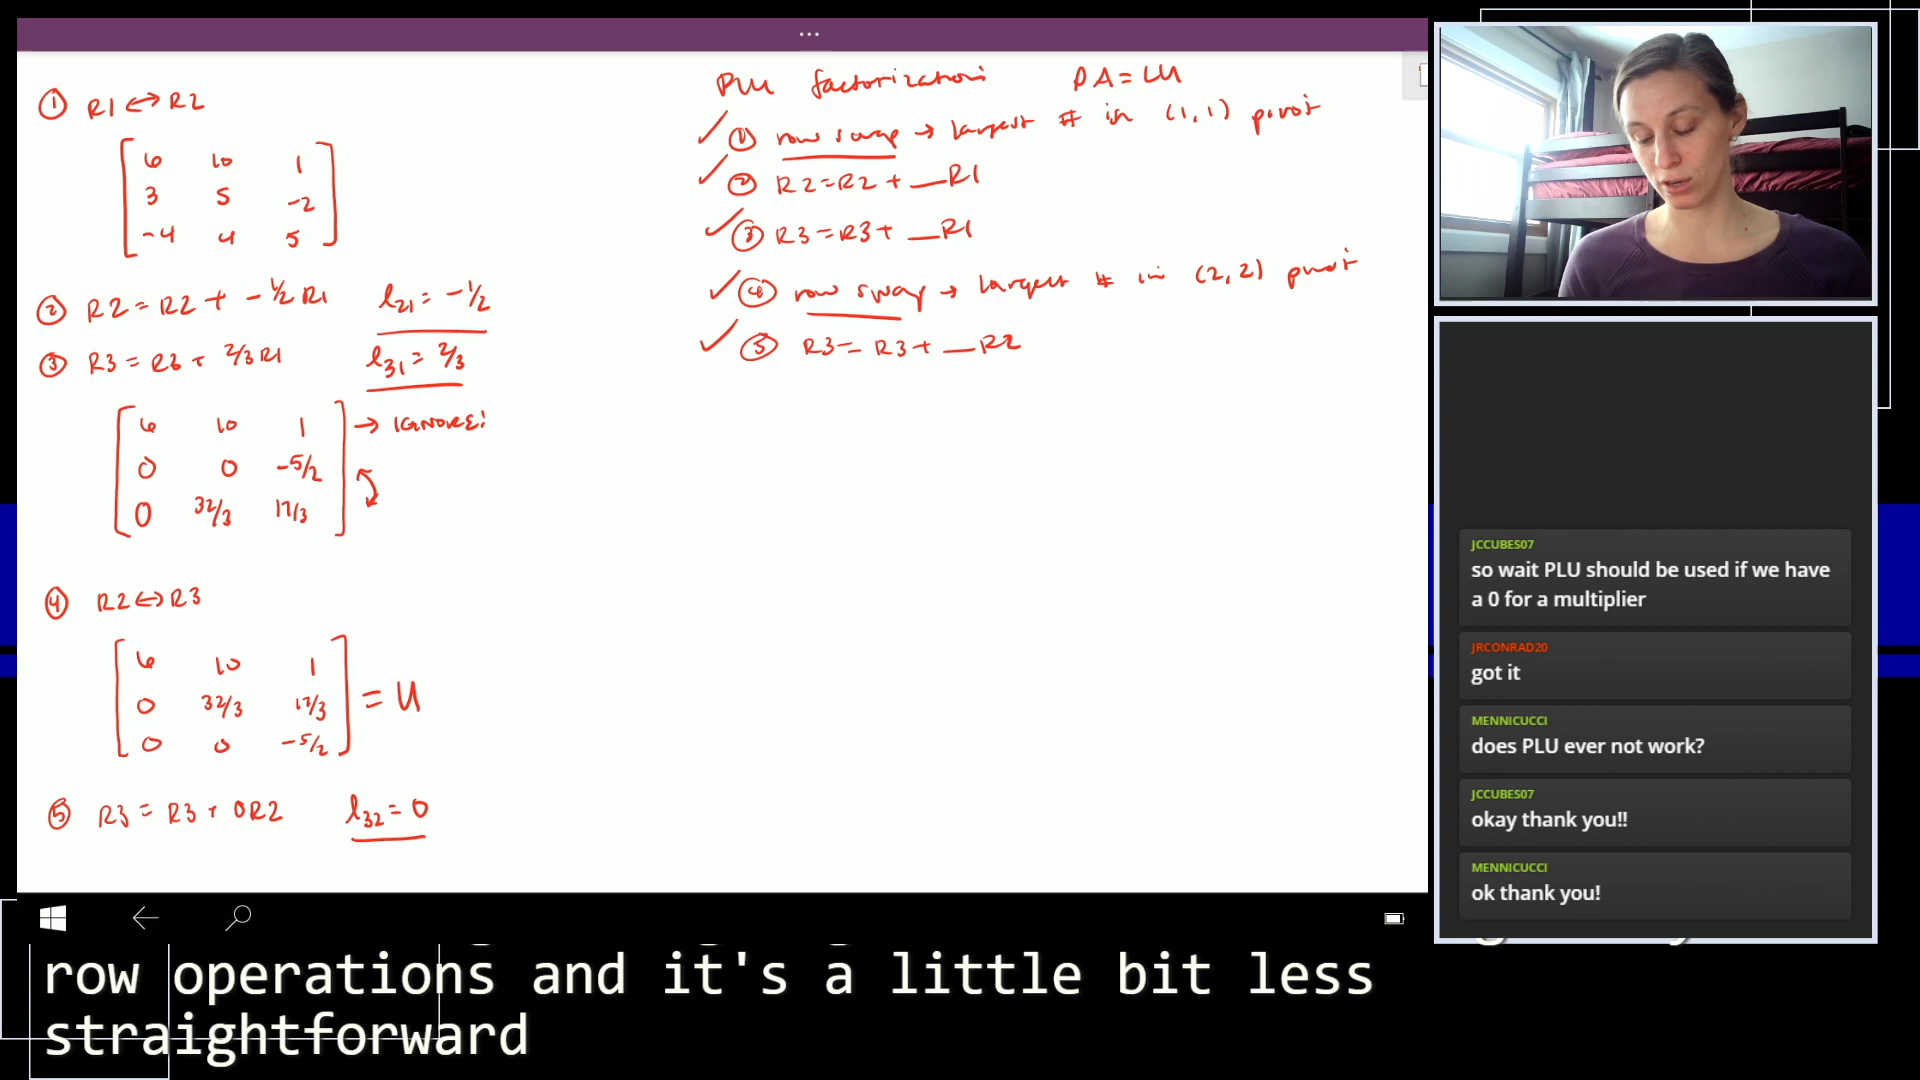 ...
① R1 ↔ R2
6 10 1
3 5 -2
-4 4 5
② R2 = R2 + -1/2 R1 l21 = -1/2
③ R3 = R3 + 2/3 R1 l31 = 2/3
6 10 1 → IGNORE!
0 0 -5/2
0 32/3 17/3
④ R2 ↔ R3
6 10 1
0 32/3 17/3 = U
0 0 -5/2
⑤ R3 = R3 + 0R2 l32 = 0
PLU factorization PA = LU
✓ ① row swap → largest # in (1,1) pivot
✓ ② R2 = R2 + __R1
✓ ③ R3 = R3 + __R1
✓ ④ row swap → largest # in (2,2) pivot
✓ ⑤ R3 = R3 + __R2
JCCUBES07
so wait PLU should be used if we have
a 0 for a multiplier
JRCONRAD20
got it
MENNICUCCI
does PLU ever not work?
JCCUBES07
okay thank you!!
MENNICUCCI
ok thank you!
row operations and it's a little bit less
straightforward